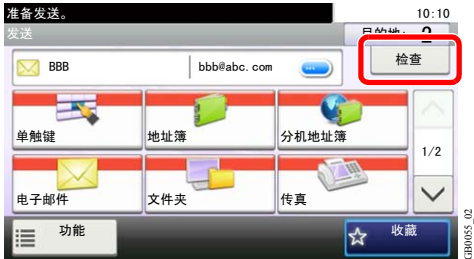 准备发送。 10:10
发送 目的地: 2
检查
BBB bbb@abc.com
单触键 地址簿 分机地址簿
1/2
电子邮件 文件夹 传真
功能 收藏
GB0055_02